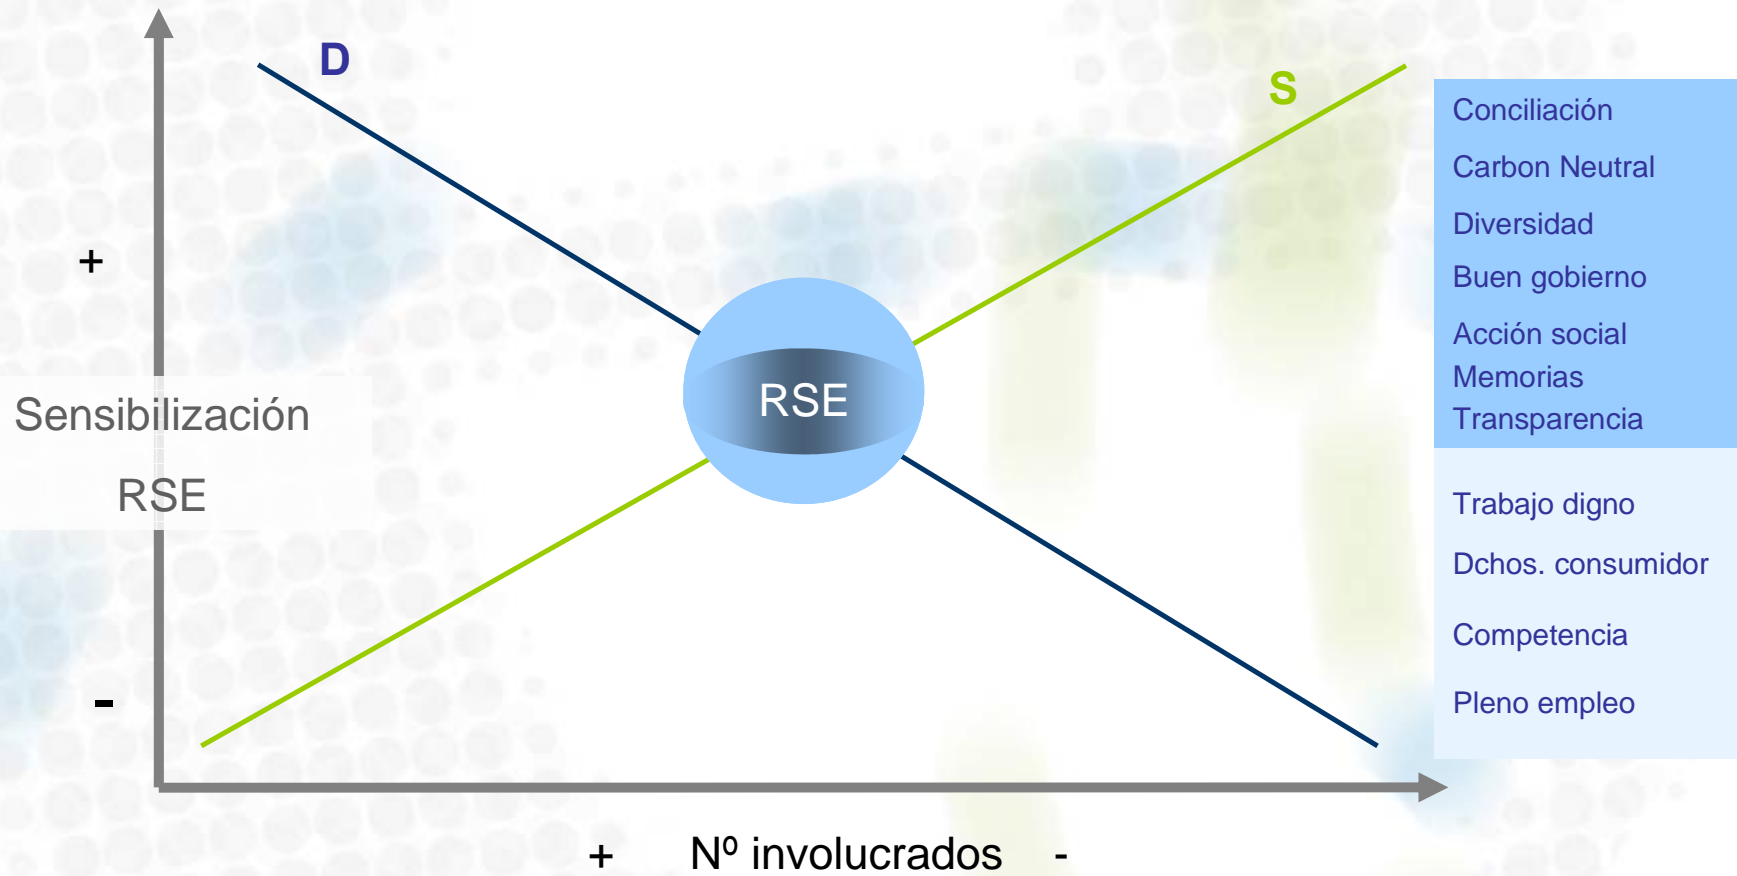 D
S
+
Sensibilización
RSE
-
RSE
+ Nº involucrados -
Conciliación
Carbon Neutral
Diversidad
Buen gobierno
Acción social
Memorias
Transparencia
Trabajo digno
Dchos. consumidor
Competencia
Pleno empleo